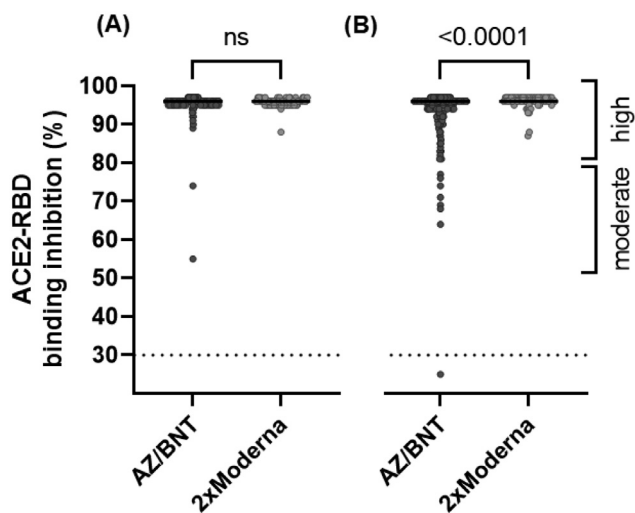 (A)
(B)
ns
<0.0001
ACE2-RBD
binding inhibition (%)
100
90
80
70
60
50
40
30
high
moderate
AZ/BNT
2xModerna
AZ/BNT
2xModerna